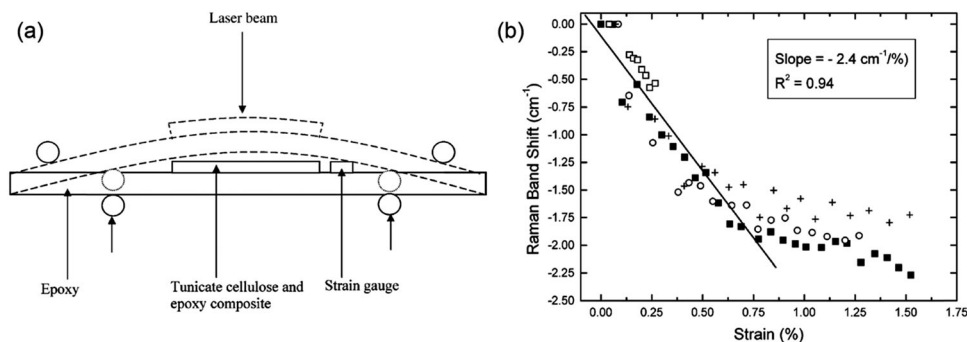 (a)
Laser beam
Epoxy
Tunicate cellulose and
epoxy composite
Strain gauge
(b)
Slope = - 2.4 cm⁻¹/%)
R² = 0.94
Raman Band Shift (cm⁻¹)
0.00
-0.25
-0.50
-0.75
-1.00
-1.25
-1.50
-1.75
-2.00
-2.25
-2.50
0.00 0.25 0.50 0.75 1.00 1.25 1.50 1.75
Strain (%)